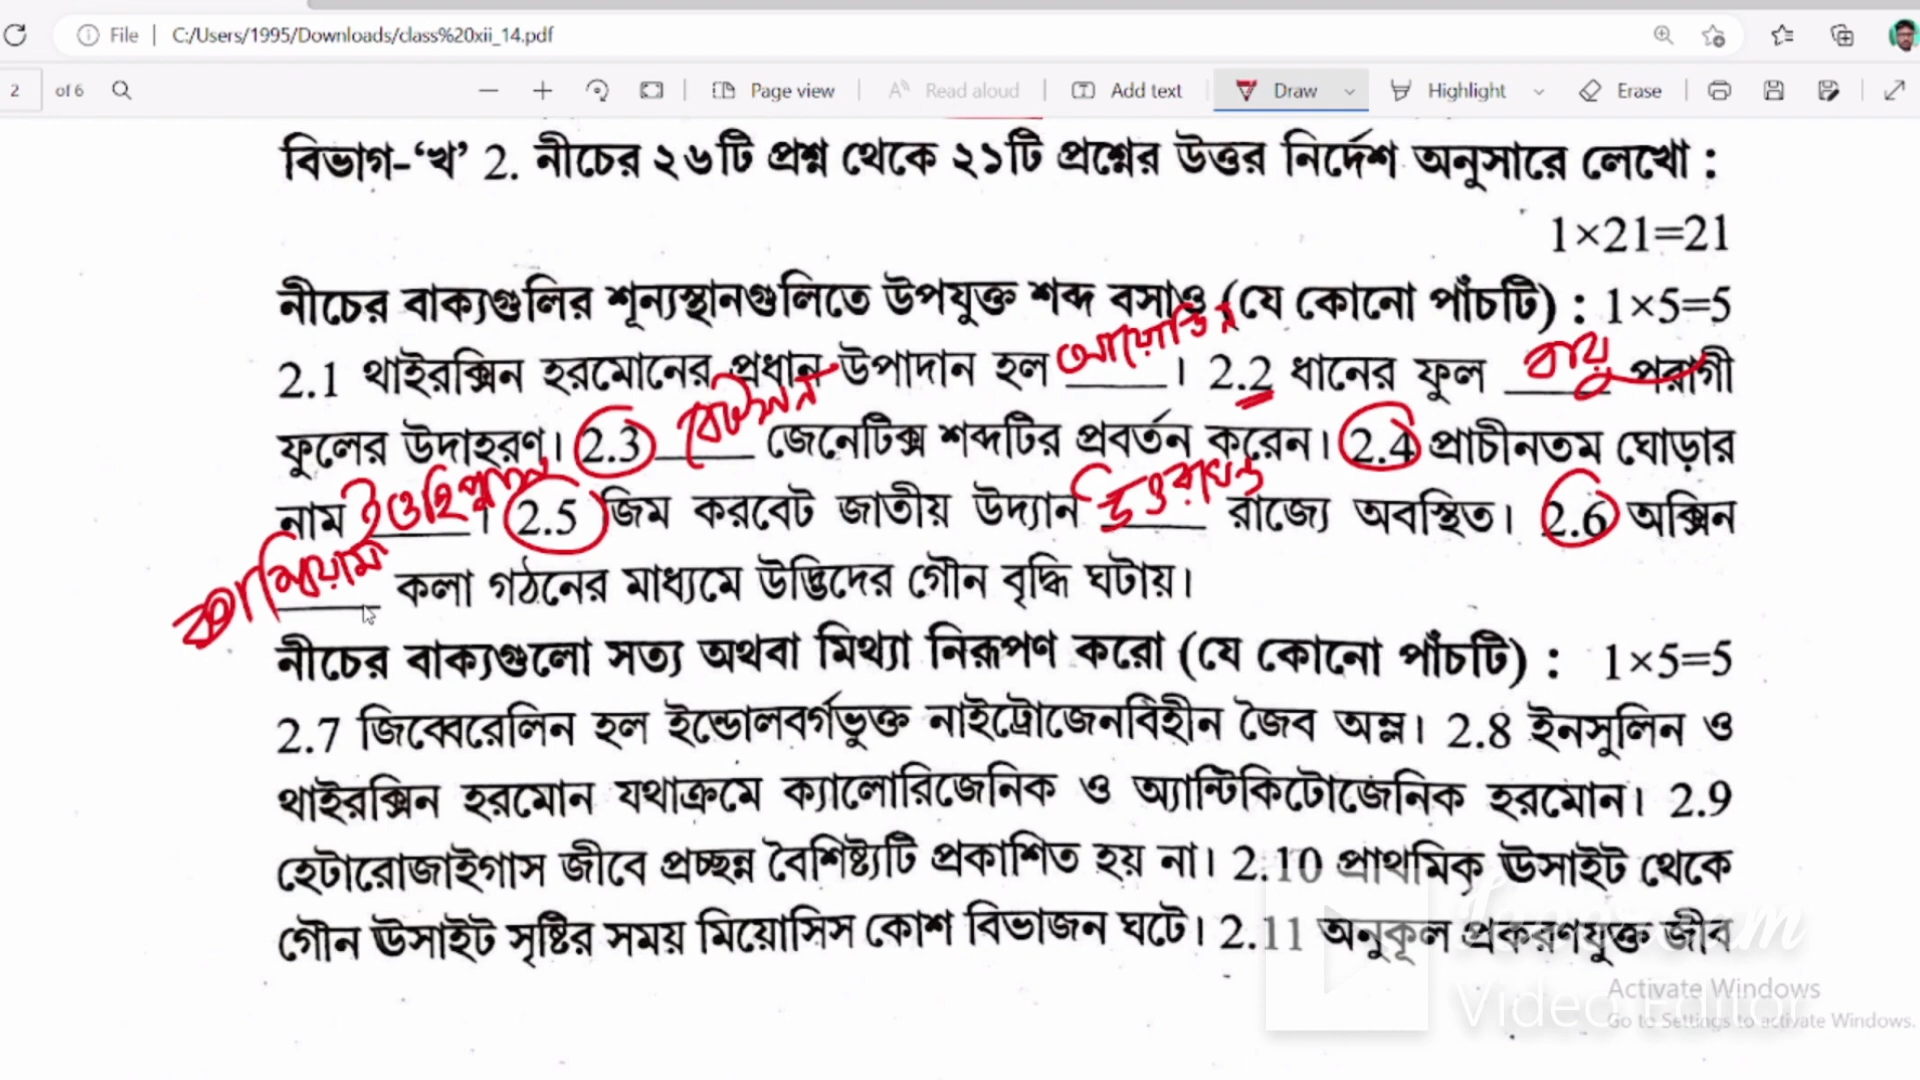 File | C:/Users/1995/Downloads/class%20xii_14.pdf
2 of 6 Page view Read aloud Add text Draw Highlight Erase
বিভাগ-‘খ’ 2. নীচের ২৬টি প্রশ্ন থেকে ২১টি প্রশ্নের উত্তর নির্দেশ অনুসারে লেখো :
1×21=21
নীচের বাক্যগুলির শূন্যস্থানগুলিতে উপযুক্ত শব্দ বসাও (যে কোনো পাঁচটি) : 1×5=5
2.1 থাইরক্সিন হরমোনের প্রধান উপাদান হল আয়োডিন। 2.2 ধানের ফুল বায়ু পরাগী
ফুলের উদাহরণ। 2.3 বেটসন জেনেটিক্স শব্দটির প্রবর্তন করেন। 2.4 প্রাচীনতম ঘোড়ার
নাম ইওহিপ্পাস। 2.5 জিম করবেট জাতীয় উদ্যান উত্তরাখণ্ড রাজ্যে অবস্থিত। 2.6 অক্সিন
ক্যাম্বিয়াম কলা গঠনের মাধ্যমে উদ্ভিদের গৌন বৃদ্ধি ঘটায়।
নীচের বাক্যগুলো সত্য অথবা মিথ্যা নিরূপণ করো (যে কোনো পাঁচটি) : 1×5=5
2.7 জিব্বেরেলিন হল ইন্ডোলবর্গভুক্ত নাইট্রোজেনবিহীন জৈব অম্ল। 2.8 ইনসুলিন ও
থাইরক্সিন হরমোন যথাক্রমে ক্যালোরিজেনিক ও অ্যান্টিকিটোজেনিক হরমোন। 2.9
হেটারোজাইগাস জীবে প্রচ্ছন্ন বৈশিষ্ট্যটি প্রকাশিত হয় না। 2.10 প্রাথমিক ঊসাইট থেকে
গৌন ঊসাইট সৃষ্টির সময় মিয়োসিস কোশ বিভাজন ঘটে। 2.11 অনুকূল প্রকরণযুক্ত জীব
Activate Windows
Video Editor
Go to Settings to activate Windows.